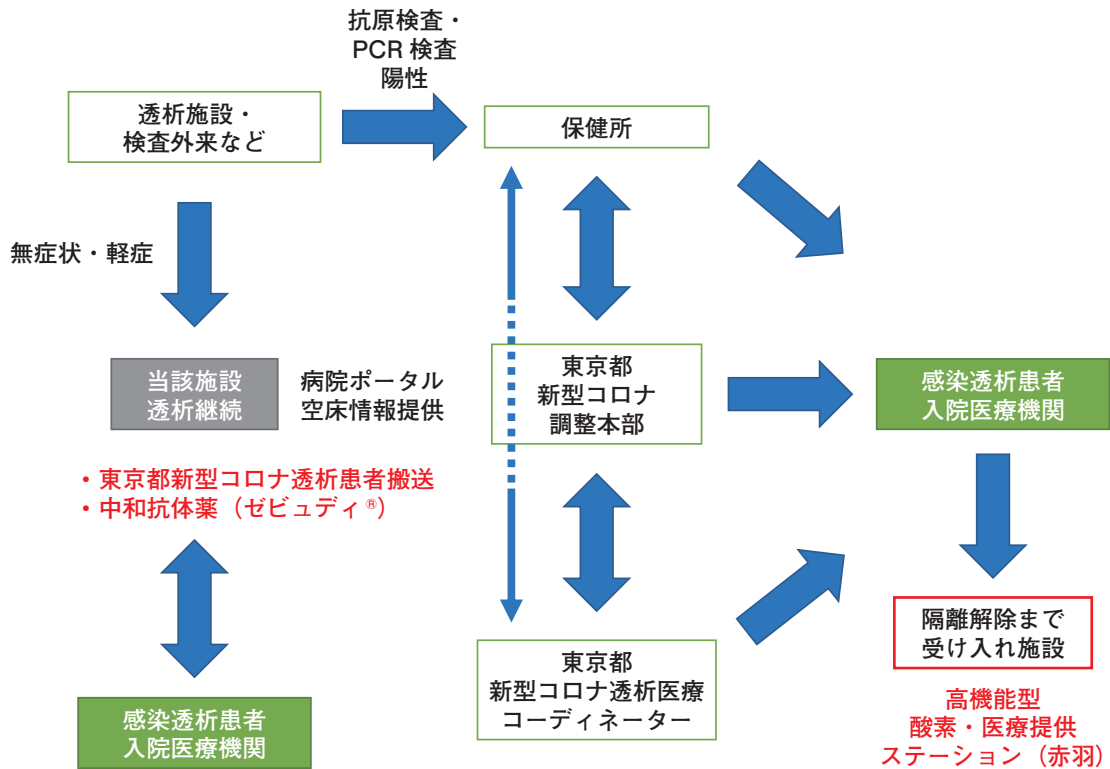 抗原検査・
PCR 検査
陽性
透析施設・
検査外来など
保健所
無症状・軽症
当該施設
透析継続
病院ポータル
空床情報提供
東京都
新型コロナ
調整本部
感染透析患者
入院医療機関
・東京都新型コロナ透析患者搬送
・中和抗体薬（ゼビュディ®）
隔離解除まで
受け入れ施設
東京都
新型コロナ透析医療
コーディネーター
感染透析患者
入院医療機関
高機能型
酸素・医療提供
ステーション（赤羽）